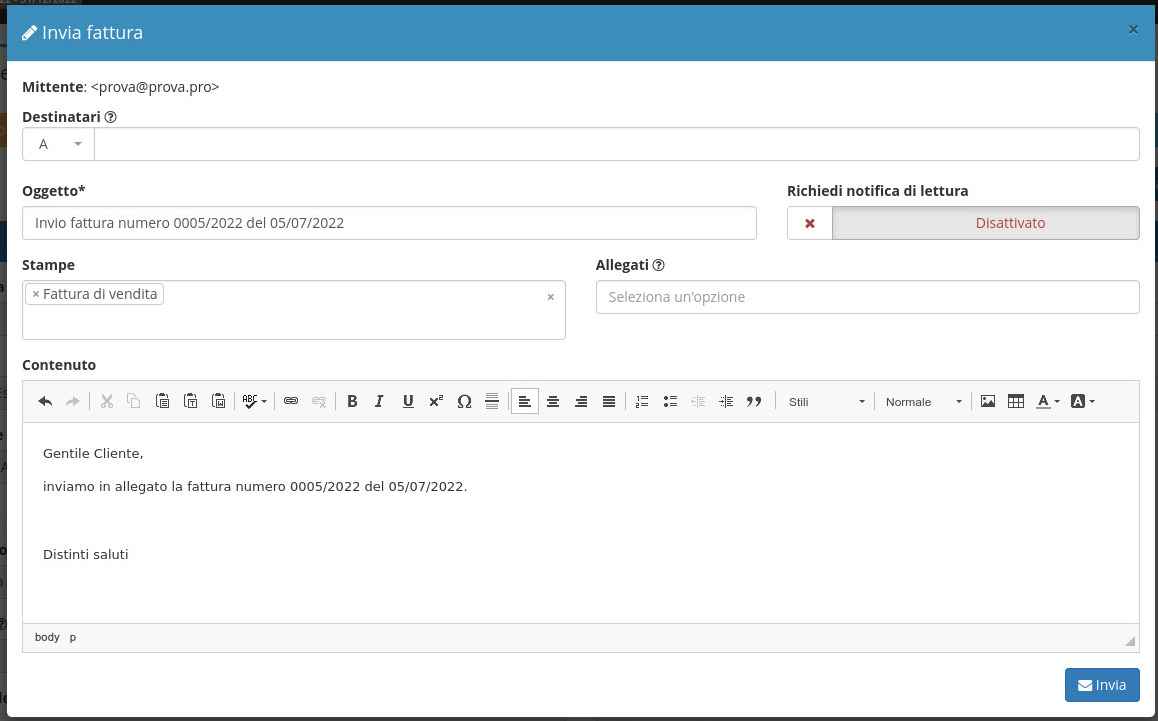 Invia fattura
×
Mittente: <prova@prova.pro>
Destinatari
A
Oggetto*
Richiedi notifica di lettura
Invio fattura numero 0005/2022 del 05/07/2022
Disattivato
Stampe
Allegati
× Fattura di vendita ×
Seleziona un'opzione
Contenuto
ABC B I U x² Ω Stili Normale A A
Gentile Cliente,
inviamo in allegato la fattura numero 0005/2022 del 05/07/2022.
Distinti saluti
body p
Invia